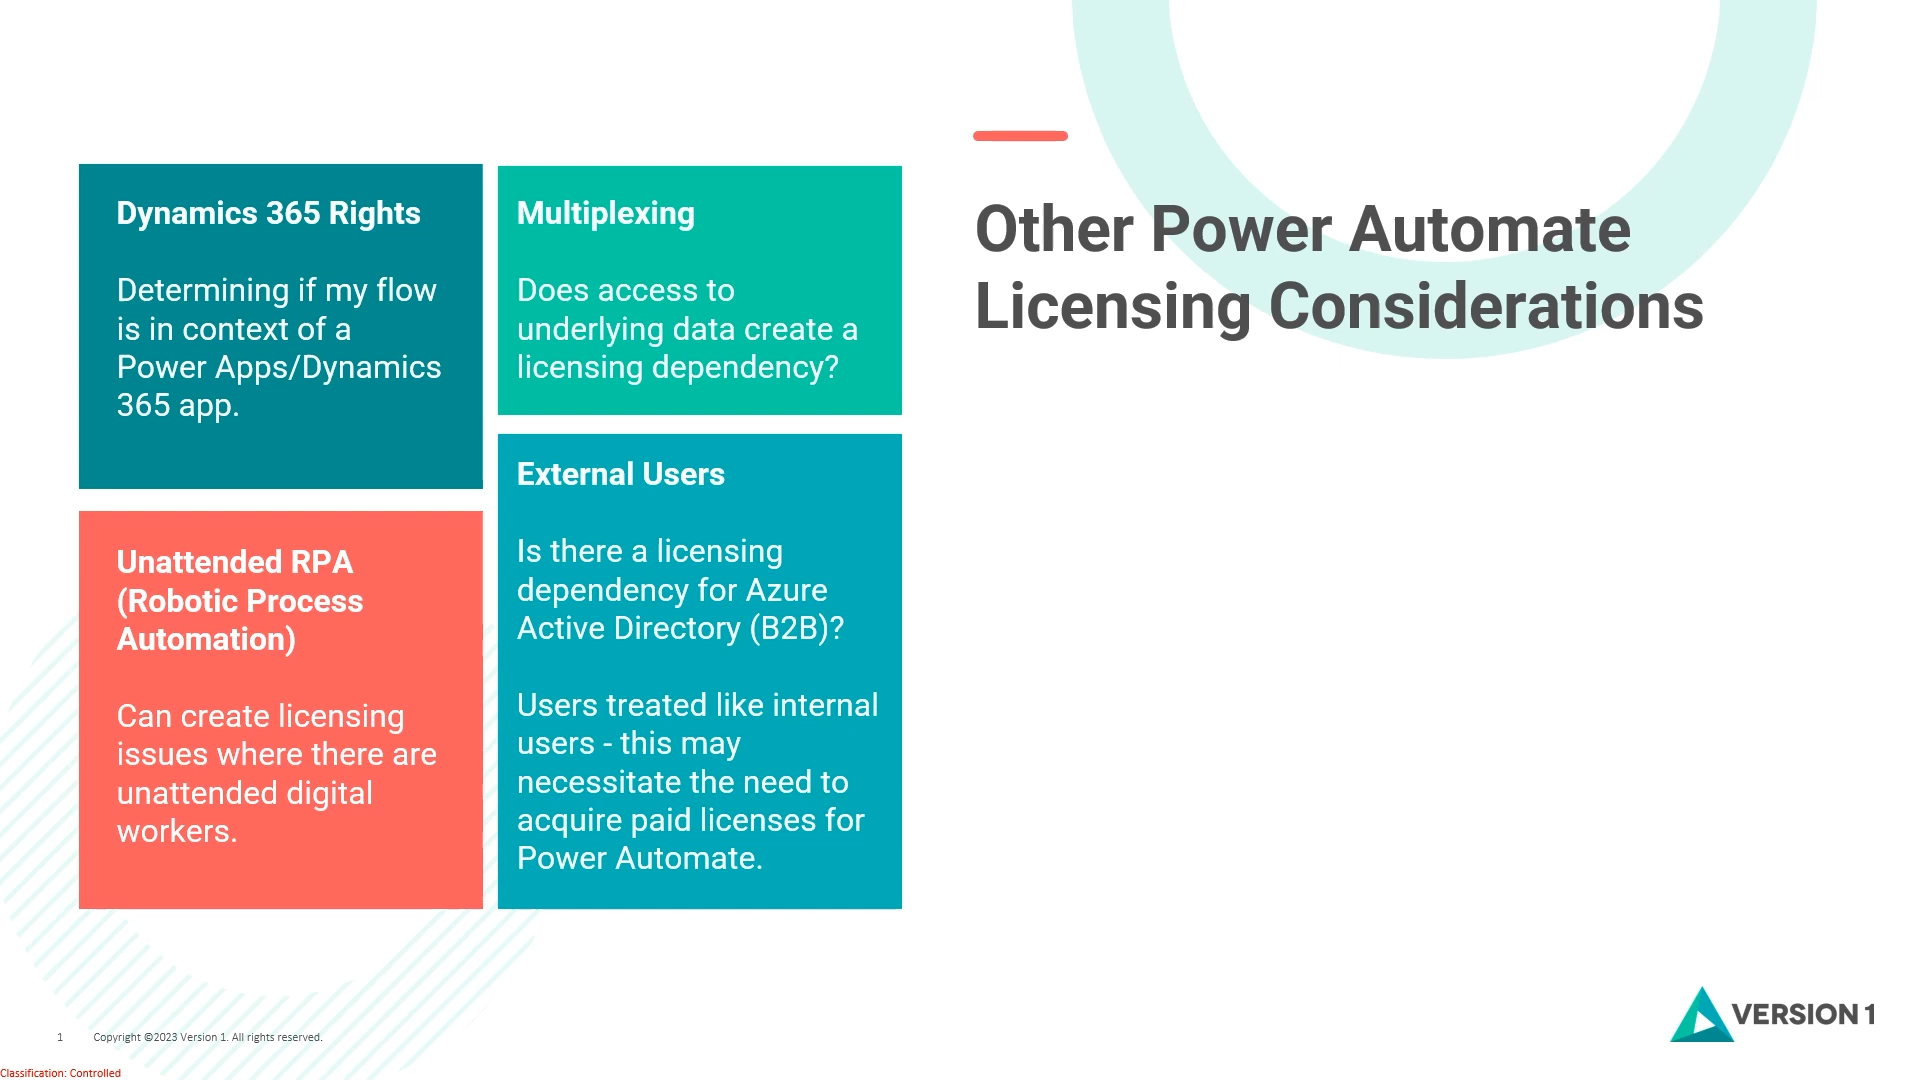 Dynamics 365 Rights
Determining if my flow
is in context of a
Power Apps/Dynamics
365 app.
Multiplexing
Does access to
underlying data create a
licensing dependency?
Unattended RPA
(Robotic Process
Automation)
Can create licensing
issues where there are
unattended digital
workers.
External Users
Is there a licensing
dependency for Azure
Active Directory (B2B)?
Users treated like internal
users - this may
necessitate the need to
acquire paid licenses for
Power Automate.
Other Power Automate
Licensing Considerations
1 Copyright ©2023 Version 1. All rights reserved.
Classification: Controlled
VERSION 1